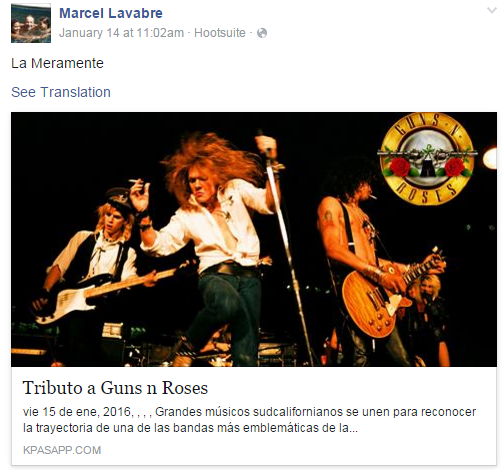 Marcel Lavabre
January 14 at 11:02am · Hootsuite ·
La Meramente
See Translation
GUNS N'
ROSES
Tributo a Guns n Roses
vie 15 de ene, 2016, , , , Grandes músicos sudcalifornianos se unen para reconocer
la trayectoria de una de las bandas más emblemáticas de la...
KPASAPP.COM